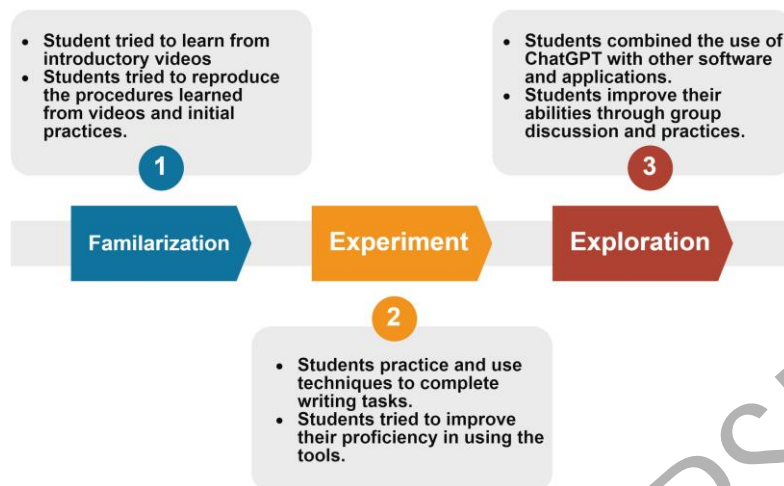 • Student tried to learn from
introductory videos
• Students tried to reproduce
the procedures learned
from videos and initial
practices.
1
Familarization
Experiment
2
• Students practice and use
techniques to complete
writing tasks.
• Students tried to improve
their proficiency in using the
tools.
• Students combined the use of
ChatGPT with other software
and applications.
• Students improve their
abilities through group
discussion and practices.
3
Exploration